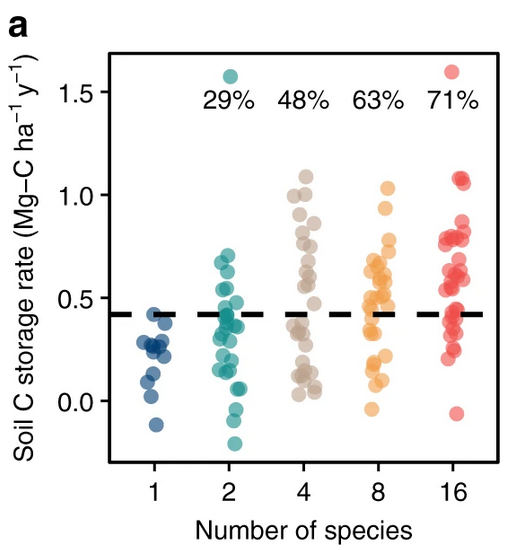 a
Soil C storage rate (Mg−C ha⁻¹ y⁻¹)
1.5
1.0
0.5
0.0
29% 48% 63% 71%
1 2 4 8 16
Number of species